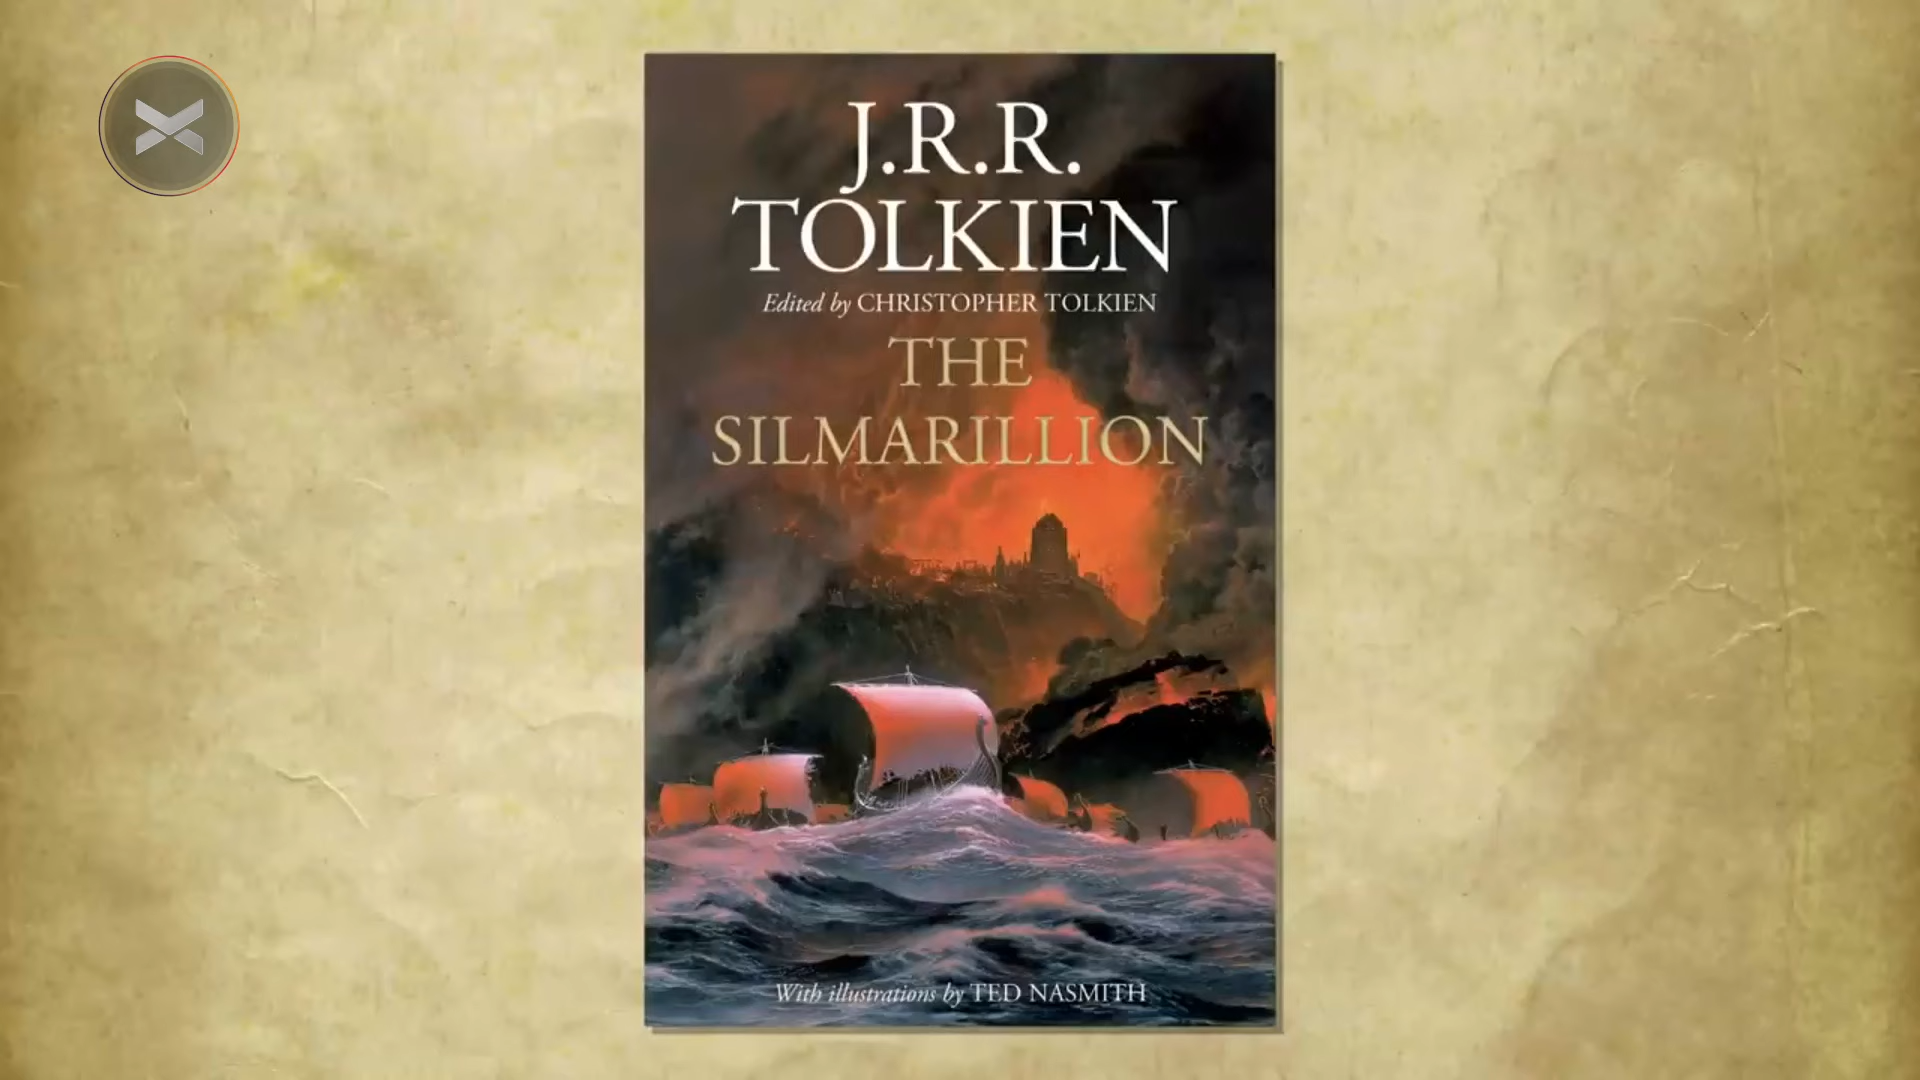 J.R.R.
TOLKIEN
Edited by CHRISTOPHER TOLKIEN
THE
SILMARILLION
With illustrations by TED NASMITH